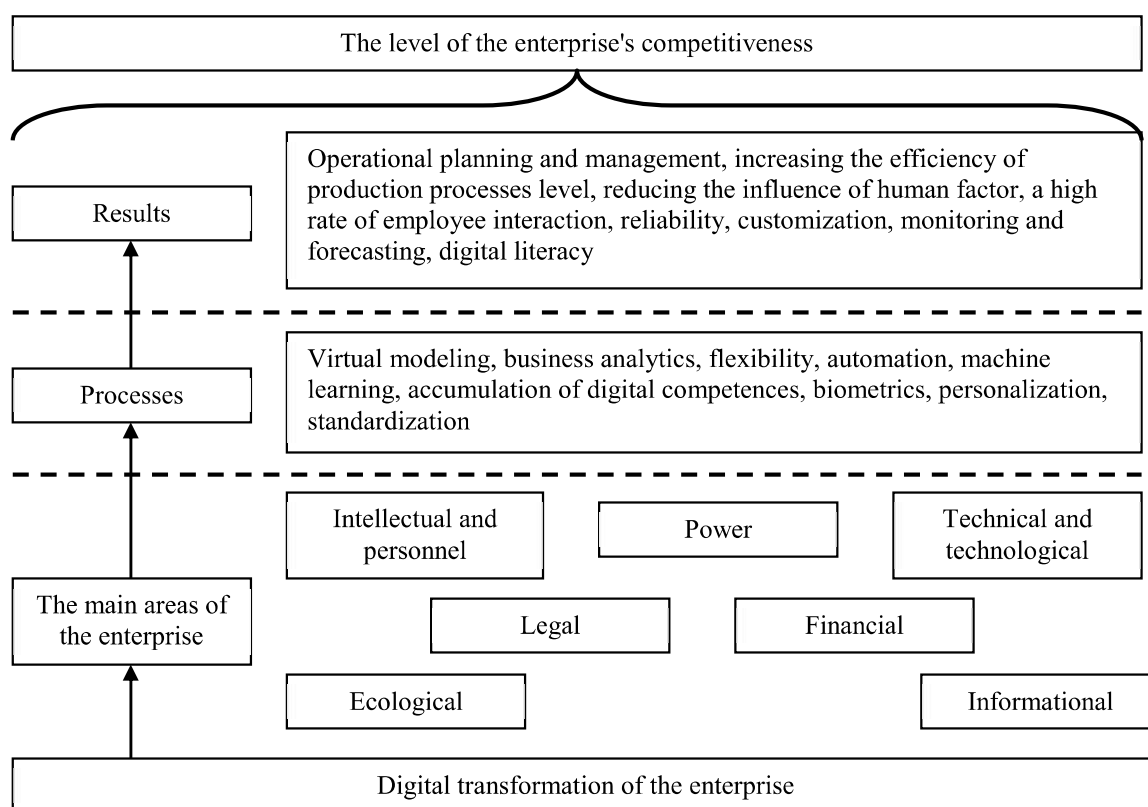 The level of the enterprise's competitiveness
Operational planning and management, increasing the efficiency of
production processes level, reducing the influence of human factor, a high
rate of employee interaction, reliability, customization, monitoring and
forecasting, digital literacy
Results
Virtual modeling, business analytics, flexibility, automation, machine
learning, accumulation of digital competences, biometrics, personalization,
standardization
Processes
Intellectual and
personnel
Power
Technical and
technological
The main areas of
the enterprise
Legal
Financial
Ecological
Informational
Digital transformation of the enterprise